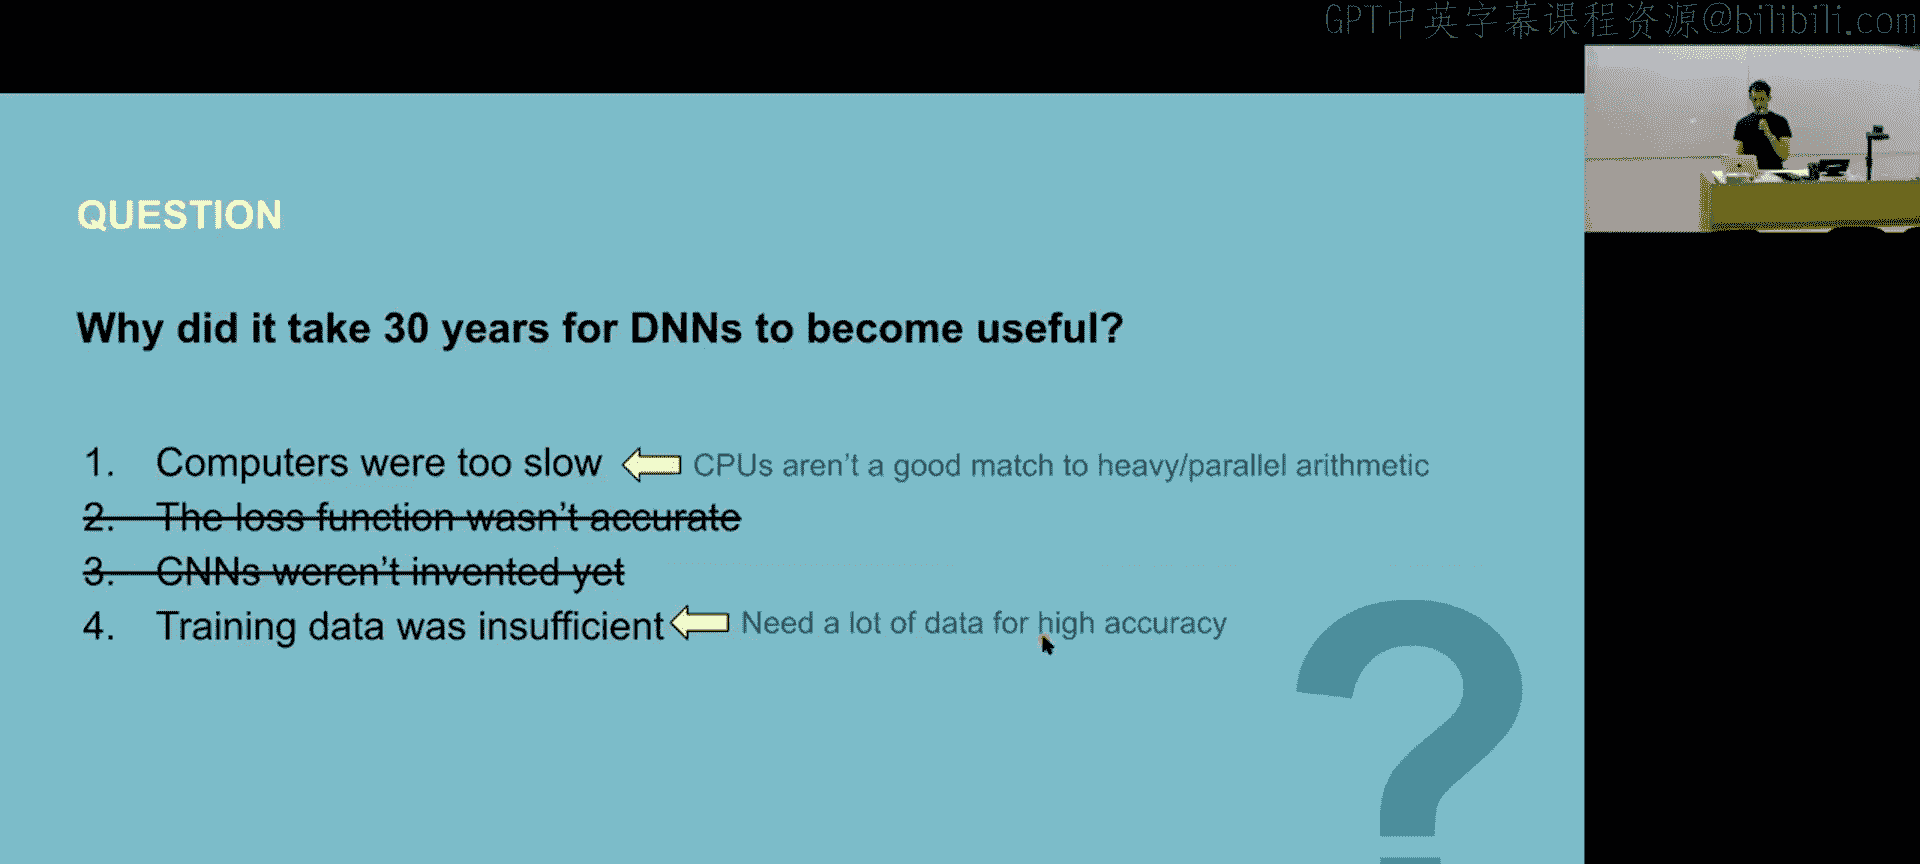 GPT中英字幕课程资源@bilibili.com
QUESTION
Why did it take 30 years for DNNs to become useful?
1. Computers were too slow CPUs aren't a good match to heavy/parallel arithmetic
2. The loss function wasn't accurate
3. CNNs weren't invented yet
4. Training data was insufficient Need a lot of data for high accuracy
?